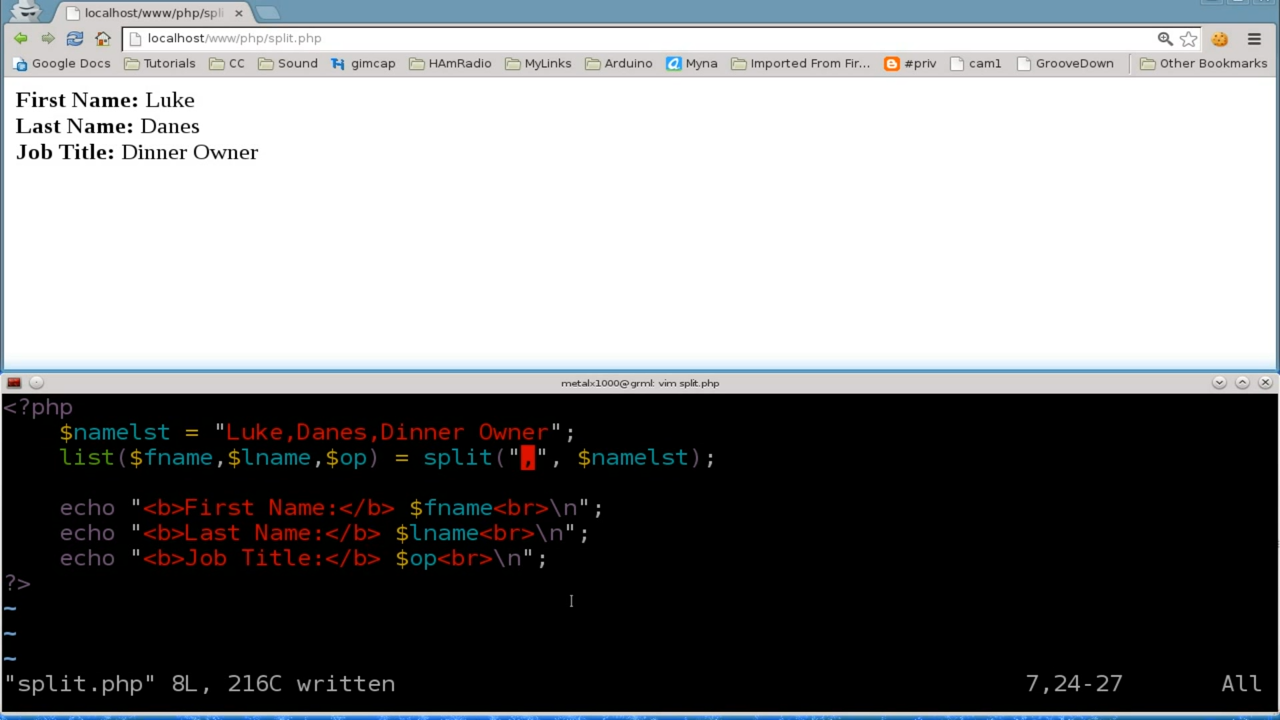 localhost/www/php/spli
localhost/www/php/split.php
Google Docs Tutorials CC Sound gimcap HAmRadio MyLinks Arduino Myna Imported From Fir... #priv cam1 GrooveDown Other Bookmarks
First Name: Luke
Last Name: Danes
Job Title: Dinner Owner
metalx1000@grml: vim split.php
<?php
$namelst = "Luke,Danes,Dinner Owner";
list($fname,$lname,$op) = split(",", $namelst);
echo "<b>First Name:</b> $fname<br>\n";
echo "<b>Last Name:</b> $lname<br>\n";
echo "<b>Job Title:</b> $op<br>\n";
?>
~
~
~
"split.php" 8L, 216C written 7,24-27 All